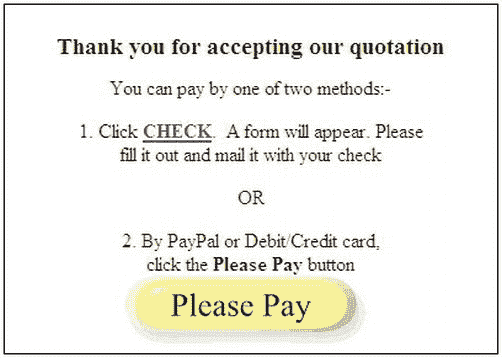 Thank you for accepting our quotation
You can pay by one of two methods:-
1. Click CHECK.  A form will appear. Please
fill it out and mail it with your check
OR
2. By PayPal or Debit/Credit card,
click the Please Pay button
Please Pay